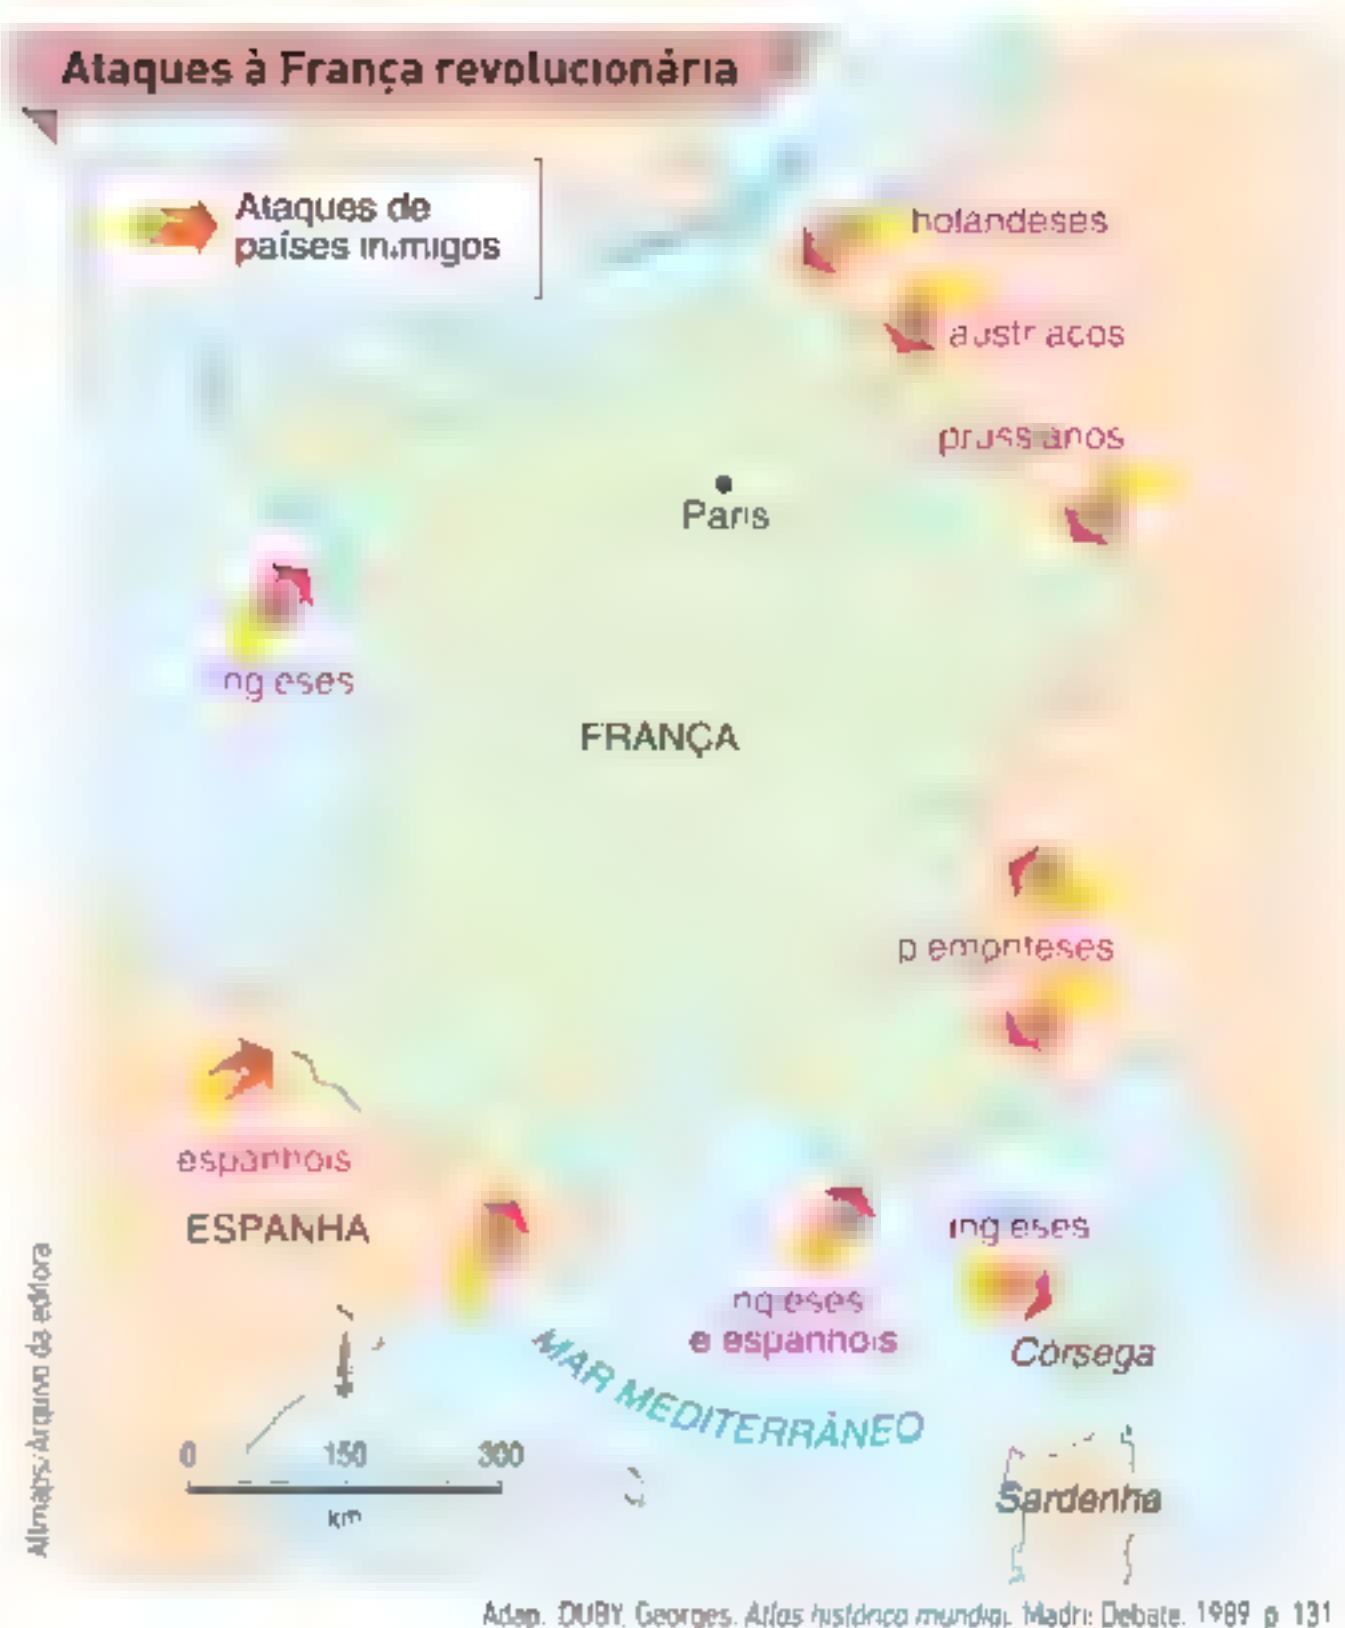 Ataques à França revolucionária
Ataques de
países inimigos
holandeses
austríacos
prussianos
Paris
ingleses
FRANÇA
piemonteses
espanhóis
ESPANHA
ingleses
ingleses
e espanhóis
Córsega
MAR MEDITERRÂNEO
0 150 300
km
Sardenha
Allmaps/Arquivo da editora
Adap. DUBY, Georges. Atlas histórico mundial. Madri: Debate, 1989. p. 131